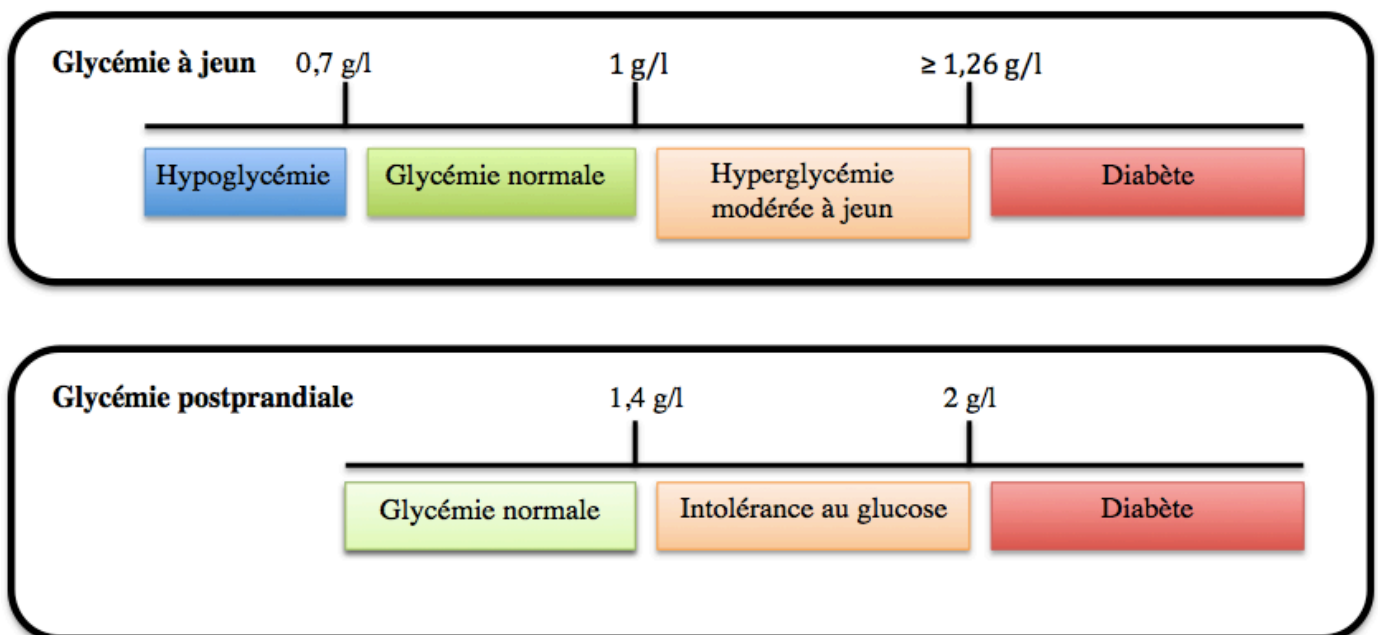 Glycémie à jeun 0,7 g/l 1 g/l ≥ 1,26 g/l
Hypoglycémie Glycémie normale Hyperglycémie modérée à jeun Diabète
Glycémie postprandiale 1,4 g/l 2 g/l
Glycémie normale Intolérance au glucose Diabète